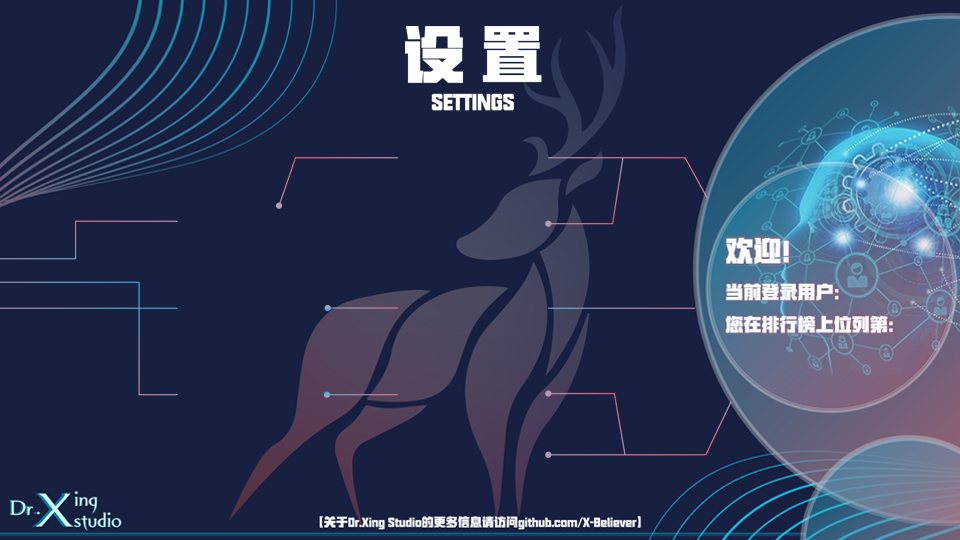 设置
SETTINGS
欢迎!
当前登录用户:
您在排行榜上位列第:
Dr.Xing studio
【关于Dr.Xing Studio的更多信息请访问github.com/X-Believer】